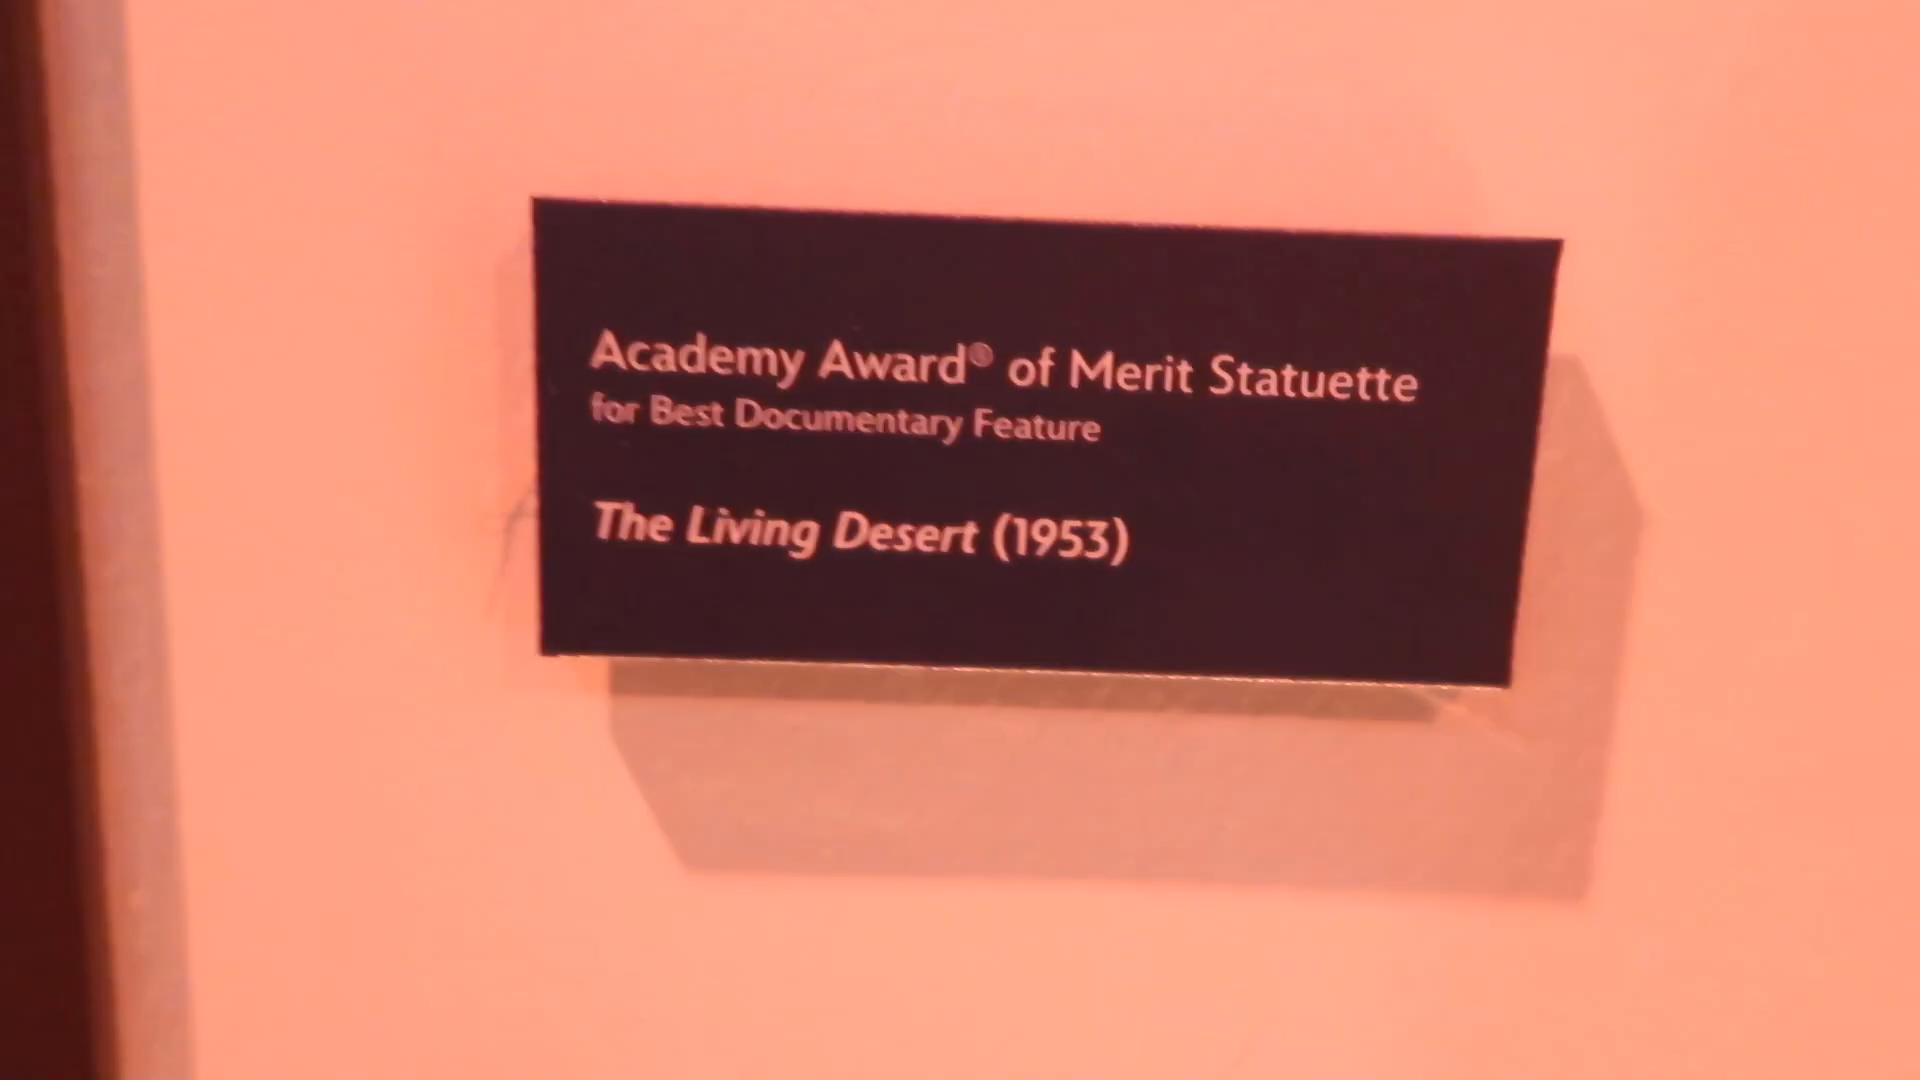 Academy Award® of Merit Statuette
for Best Documentary Feature
The Living Desert (1953)